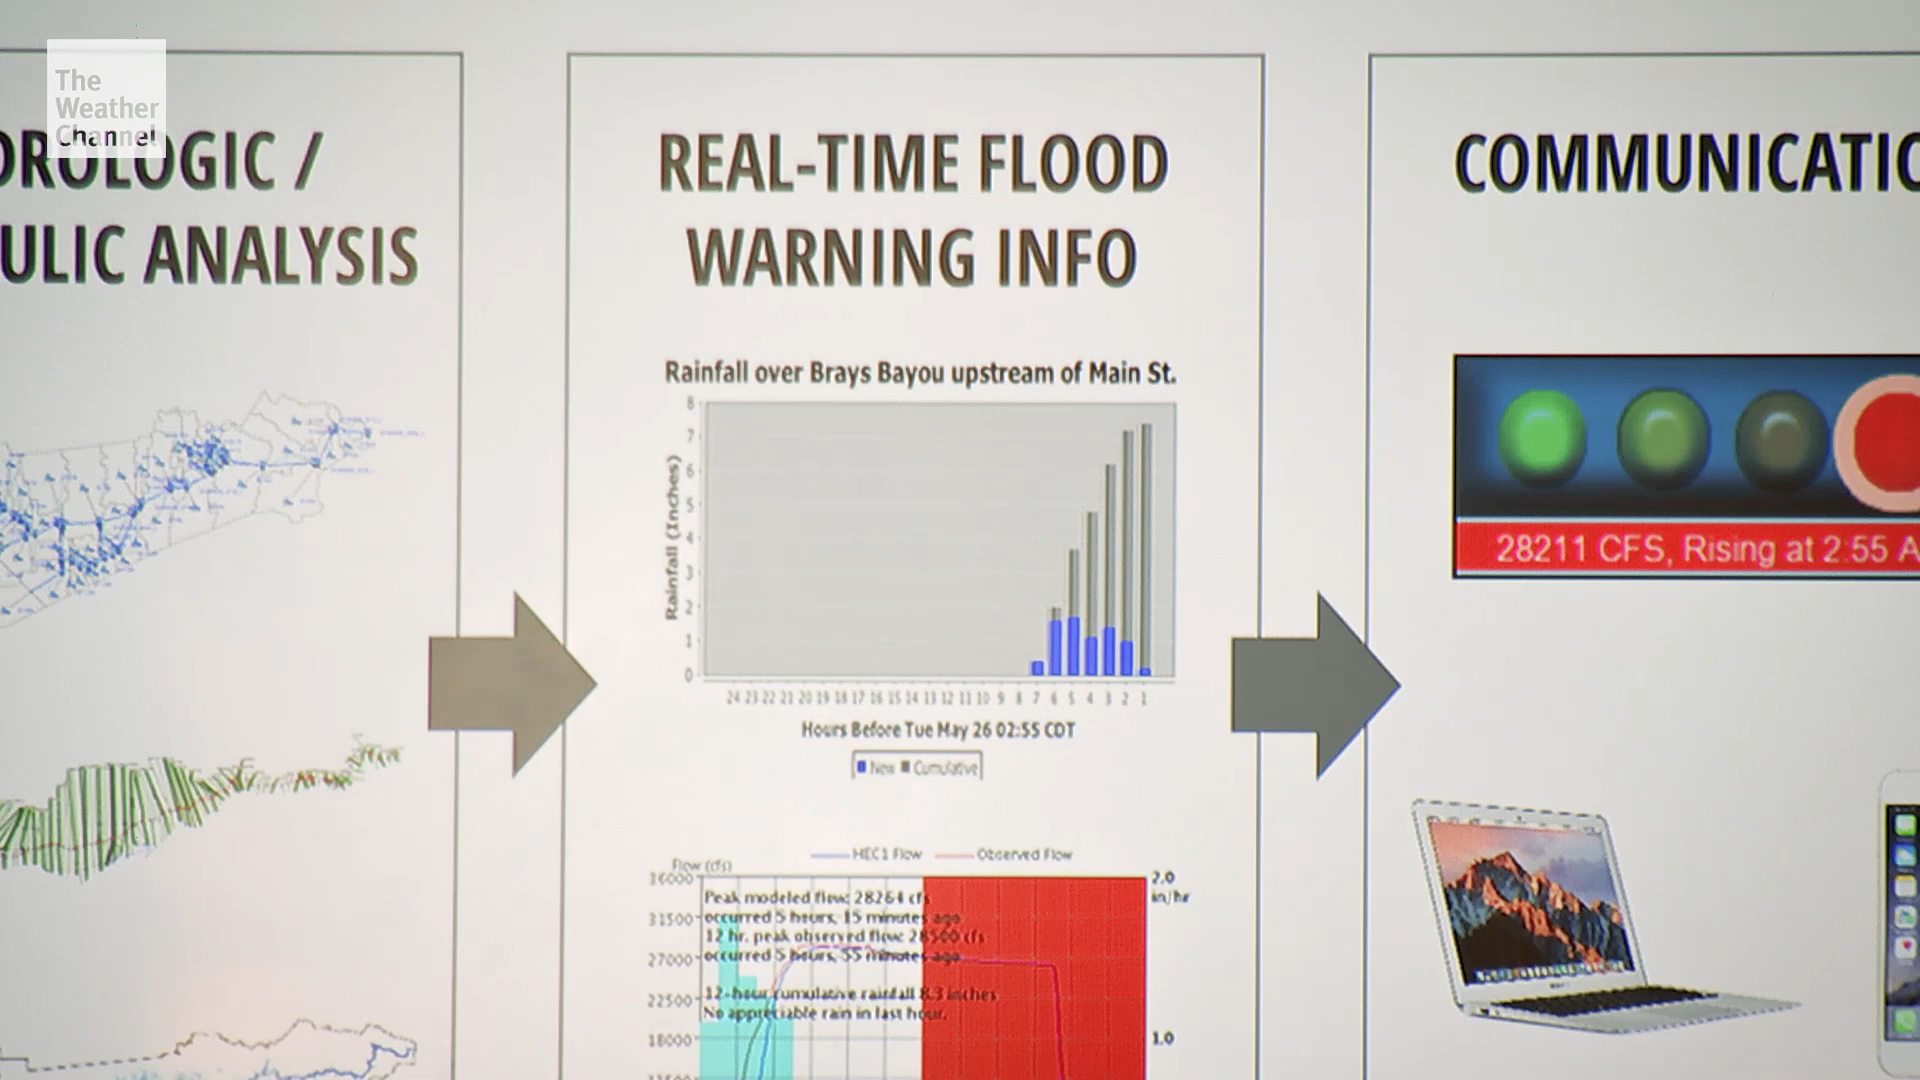 The
Weather
Channel
DROLOGIC /
ULIC ANALYSIS
REAL-TIME FLOOD
WARNING INFO
Rainfall over Brays Bayou upstream of Main St.
Rainfall (Inches)
8
7
6
5
4
3
2
1
0
24 23 22 21 20 19 18 17 16 15 14 13 12 11 10 9 8 7 6 5 4 3 2 1
Hours Before Tue May 26 02:55 CDT
New Cumulative
HEC1 Flow Observed Flow
Flow (cfs)
36000
31500
27000
22500
18000
13500
2.0
in/hr
1.0
Peak modeled flow: 28264 cfs
occurred 5 hours, 15 minutes ago
12 hr. peak observed flow: 28500 cfs
occurred 5 hours, 55 minutes ago
12-hour cumulative rainfall 8.3 inches
No appreciable rain in last hour.
COMMUNICATIO
28211 CFS, Rising at 2:55 A